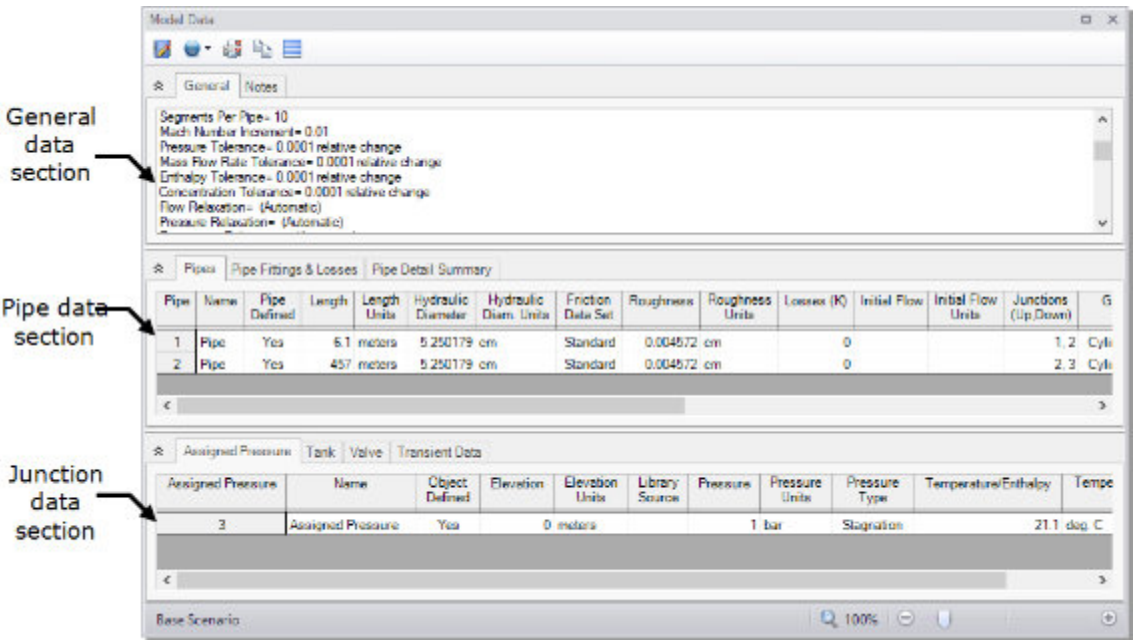 Model Data
General Notes
General data section
Segments Per Pipe= 10
Mach Number Increment= 0.01
Pressure Tolerance= 0.0001 relative change
Mass Flow Rate Tolerance= 0.0001 relative change
Enthalpy Tolerance= 0.0001 relative change
Concentration Tolerance= 0.0001 relative change
Flow Relaxation= (Automatic)
Pressure Relaxation= (Automatic)
Pipes Pipe Fittings & Losses Pipe Detail Summary
Pipe data section
Pipe Name Pipe Defined Length Length Units Hydraulic Diameter Hydraulic Diam. Units Friction Data Set Roughness Roughness Units Losses (K) Initial Flow Initial Flow Units Junctions (Up,Down) G
1 Pipe Yes 6.1 meters 5.250179 cm Standard 0.004572 cm 0 1, 2 Cyli
2 Pipe Yes 457 meters 5.250179 cm Standard 0.004572 cm 0 2, 3 Cyli
Assigned Pressure Tank Valve Transient Data
Junction data section
Assigned Pressure Name Object Defined Elevation Elevation Units Library Source Pressure Pressure Units Pressure Type Temperature/Enthalpy Tempe
3 Assigned Pressure Yes 0 meters 1 bar Stagnation 21.1 deg. C
Base Scenario 100%